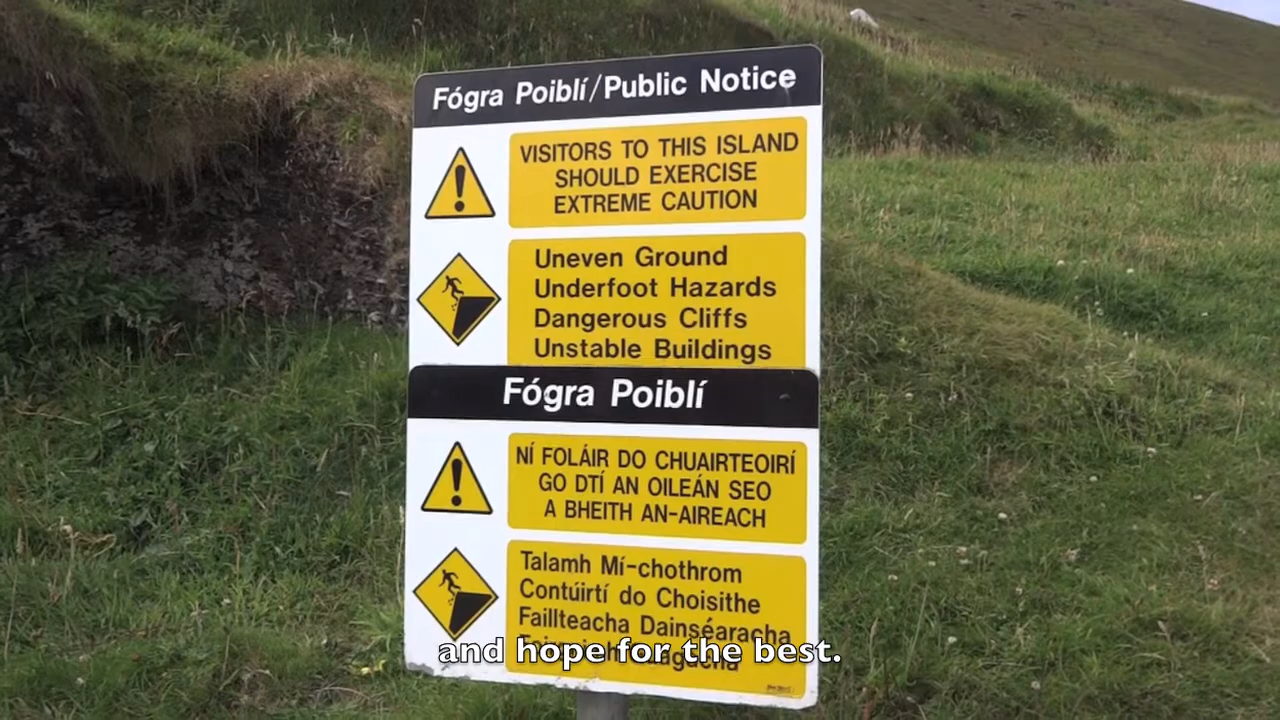 Fógra Poiblí/Public Notice
VISITORS TO THIS ISLAND
SHOULD EXERCISE
EXTREME CAUTION
Uneven Ground
Underfoot Hazards
Dangerous Cliffs
Unstable Buildings
Fógra Poiblí
NÍ FOLÁIR DO CHUAIRTEOIRÍ
GO DTÍ AN OILEÁN SEO
A BHEITH AN-AIREACH
Talamh Mí-chothrom
Contúirtí do Choisithe
Faillteacha Dainséaracha
and hope for the best.